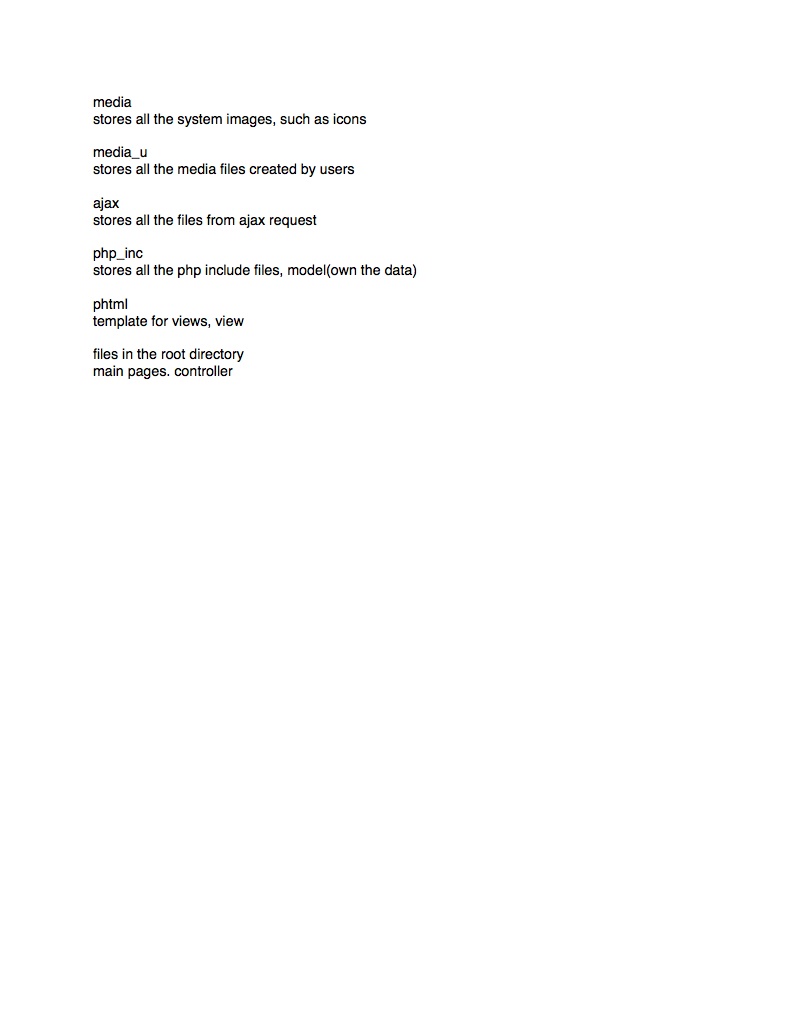 media
stores all the system images, such as icons
media_u
stores all the media files created by users
ajax
stores all the files from ajax request
php_inc
stores all the php include files, model(own the data)
phtml
template for views, view
files in the root directory
main pages. controller